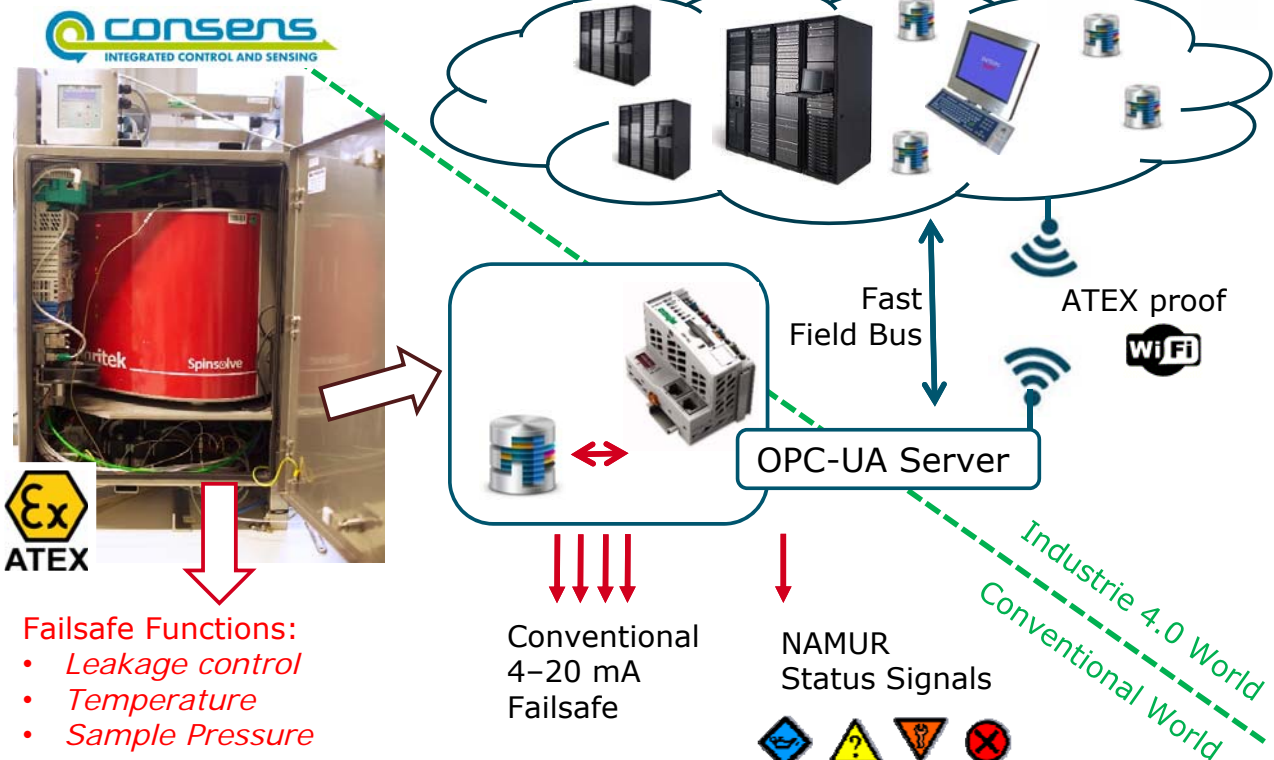 consens
INTEGRATED CONTROL AND SENSING
Spinsolve
Ex
ATEX
Failsafe Functions:
• Leakage control
• Temperature
• Sample Pressure
Conventional
4–20 mA
Failsafe
NAMUR
Status Signals
?
OPC-UA Server
Fast
Field Bus
ATEX proof
WiFi
Industrie 4.0 World
Conventional World